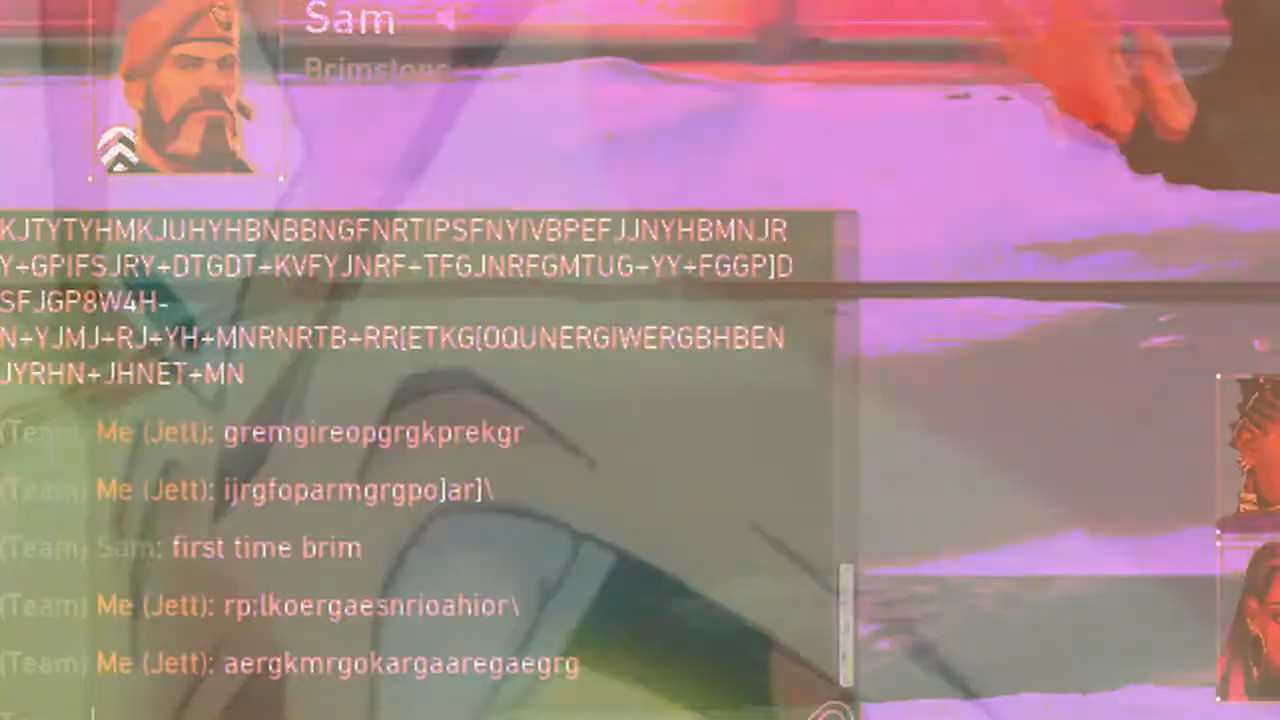 Sam
Brimstone
KJTYTYHMKJUHYHBNBBNGFNRTIPSFNYIVBPEFJJNYHBMNJR
Y+GPIFSJRY+DTGDT+KVFYJNRF+TFGJNRFGMTUG+YY+FGGP]D
SFJGP8W4H-
N+YJMJ+RJ+YH+MNRNRTB+RR[ETKG[OQUNERGIWERGBHBEN
JYRHN+JHNET+MN
(Team) Me (Jett): gremgireopgrgkprekgr
(Team) Me (Jett): ijrgfoparmgrgpo]ar]\
(Team) Sam: first time brim
(Team) Me (Jett): rp;lkoergaesnrioahior\
(Team) Me (Jett): aergkmrgokargaaregaegrg